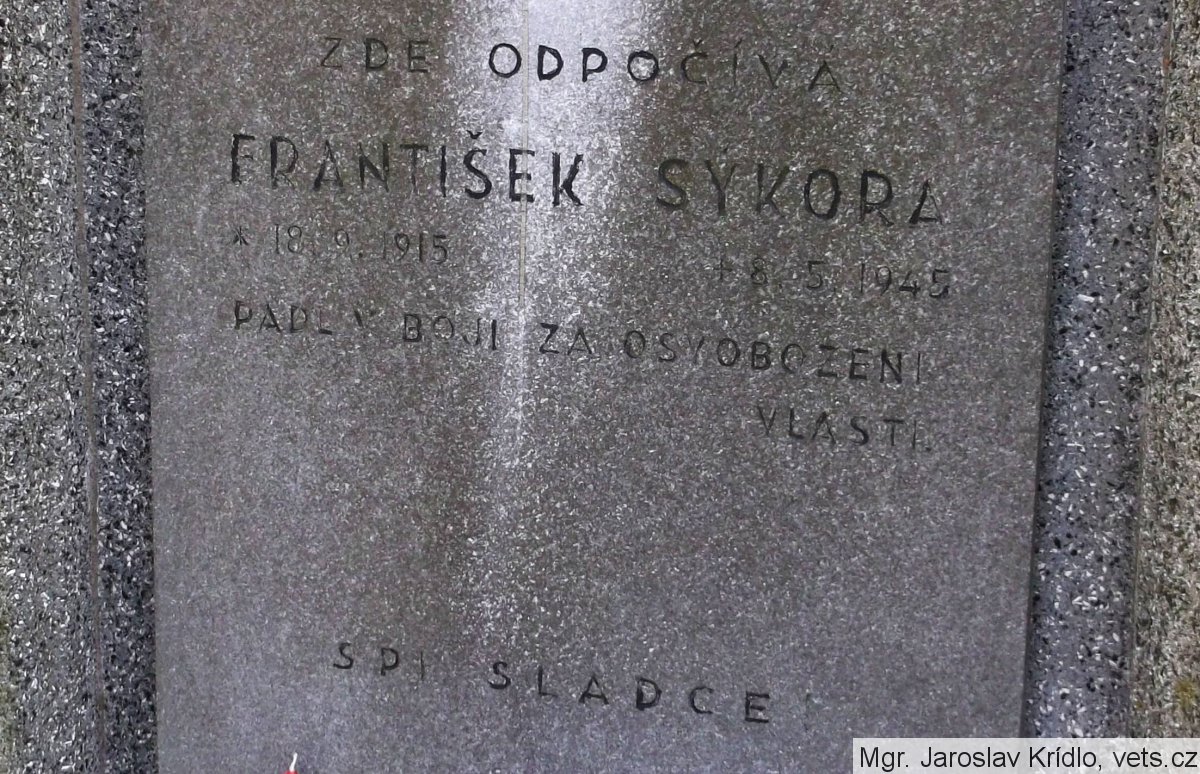 ZDE ODPOČÍVÁ
FRANTIŠEK SÝKORA
* 18. 9. 1915 + 8. 5. 1945
PADL V BOJI ZA OSVOBOZENÍ
VLASTI.
SPI SLADCE!
Mgr. Jaroslav Krídlo, vets.cz